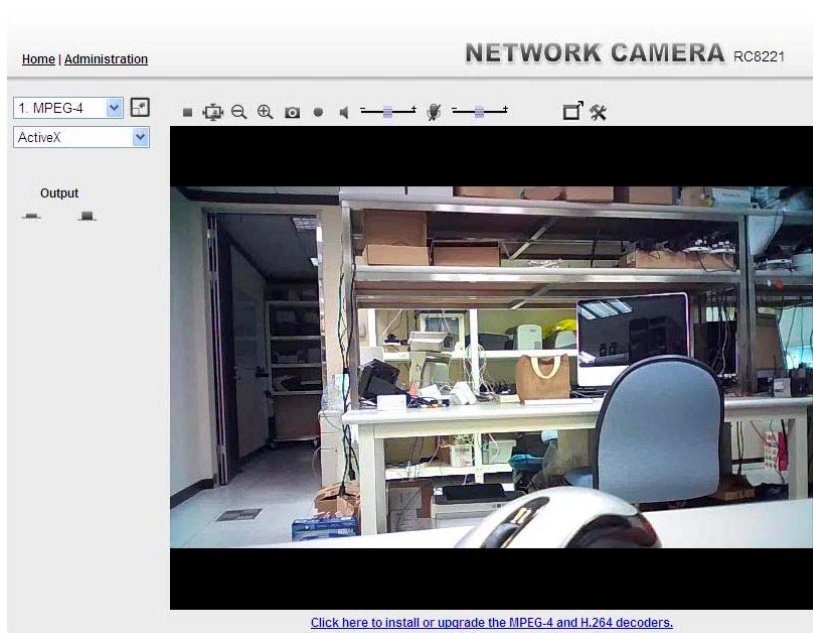 Home | Administration
NETWORK CAMERA RC8221
1. MPEG-4
ActiveX
Output
Click here to install or upgrade the MPEG-4 and H.264 decoders.